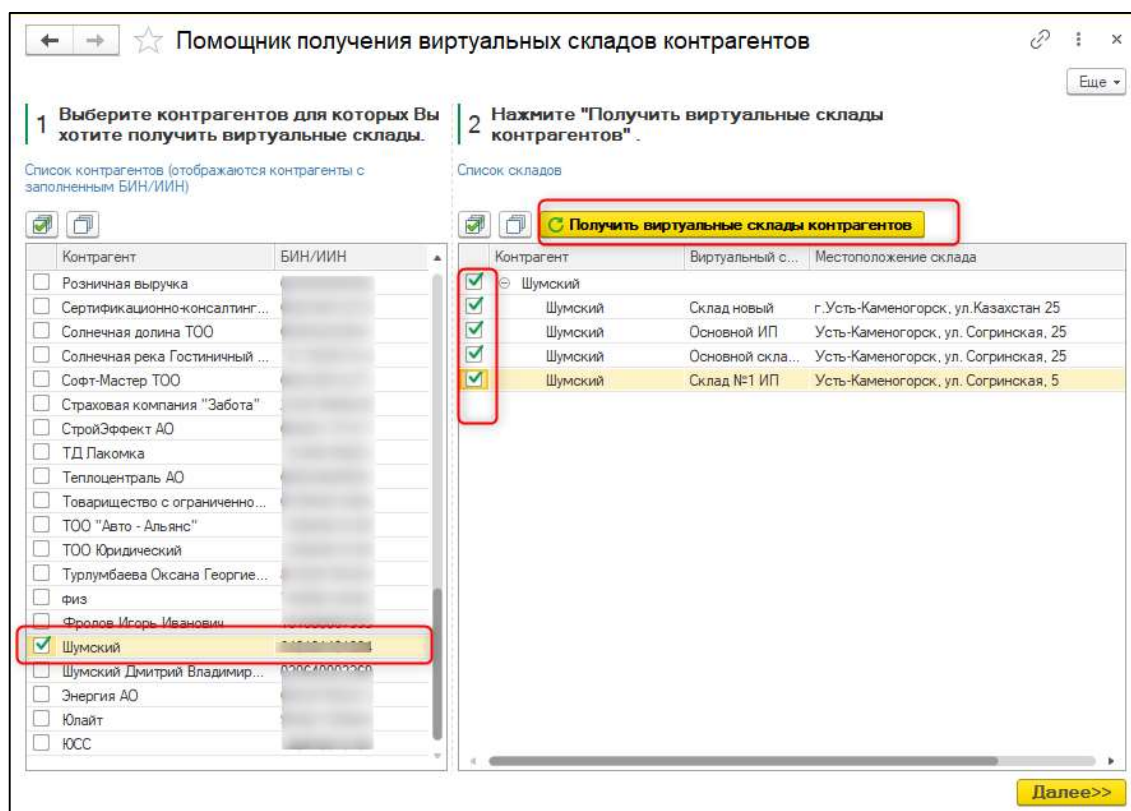 Помощник получения виртуальных складов контрагентов
Еще
1 Выберите контрагентов для которых Вы
хотите получить виртуальные склады.
Список контрагентов (отображаются контрагенты с
заполненным БИН/ИИН)
Контрагент БИН/ИИН
Розничная выручка
Сертификационно-консалтинг...
Солнечная долина ТОО
Солнечная река Гостиничный ...
Софт-Мастер ТОО
Страховая компания "Забота"
СтройЭффект АО
ТД Лакомка
Теплоцентраль АО
Товарищество с ограниченно...
ТОО "Авто - Альянс"
ТОО Юридический
Турлумбаева Оксана Георгие...
физ
Фролов Игорь Иванович
Шумский
Шумский Дмитрий Владимир...
Энергия АО
Юлайт
ЮСС
2 Нажмите "Получить виртуальные склады
контрагентов" .
Список складов
Получить виртуальные склады контрагентов
Контрагент Виртуальный с... Местоположение склада
Шумский
Шумский Склад новый г.Усть-Каменогорск, ул.Казахстан 25
Шумский Основной ИП Усть-Каменогорск, ул. Согринская, 25
Шумский Основной скла... Усть-Каменогорск, ул. Согринская, 25
Шумский Склад №1 ИП Усть-Каменогорск, ул. Согринская, 5
Далее>>